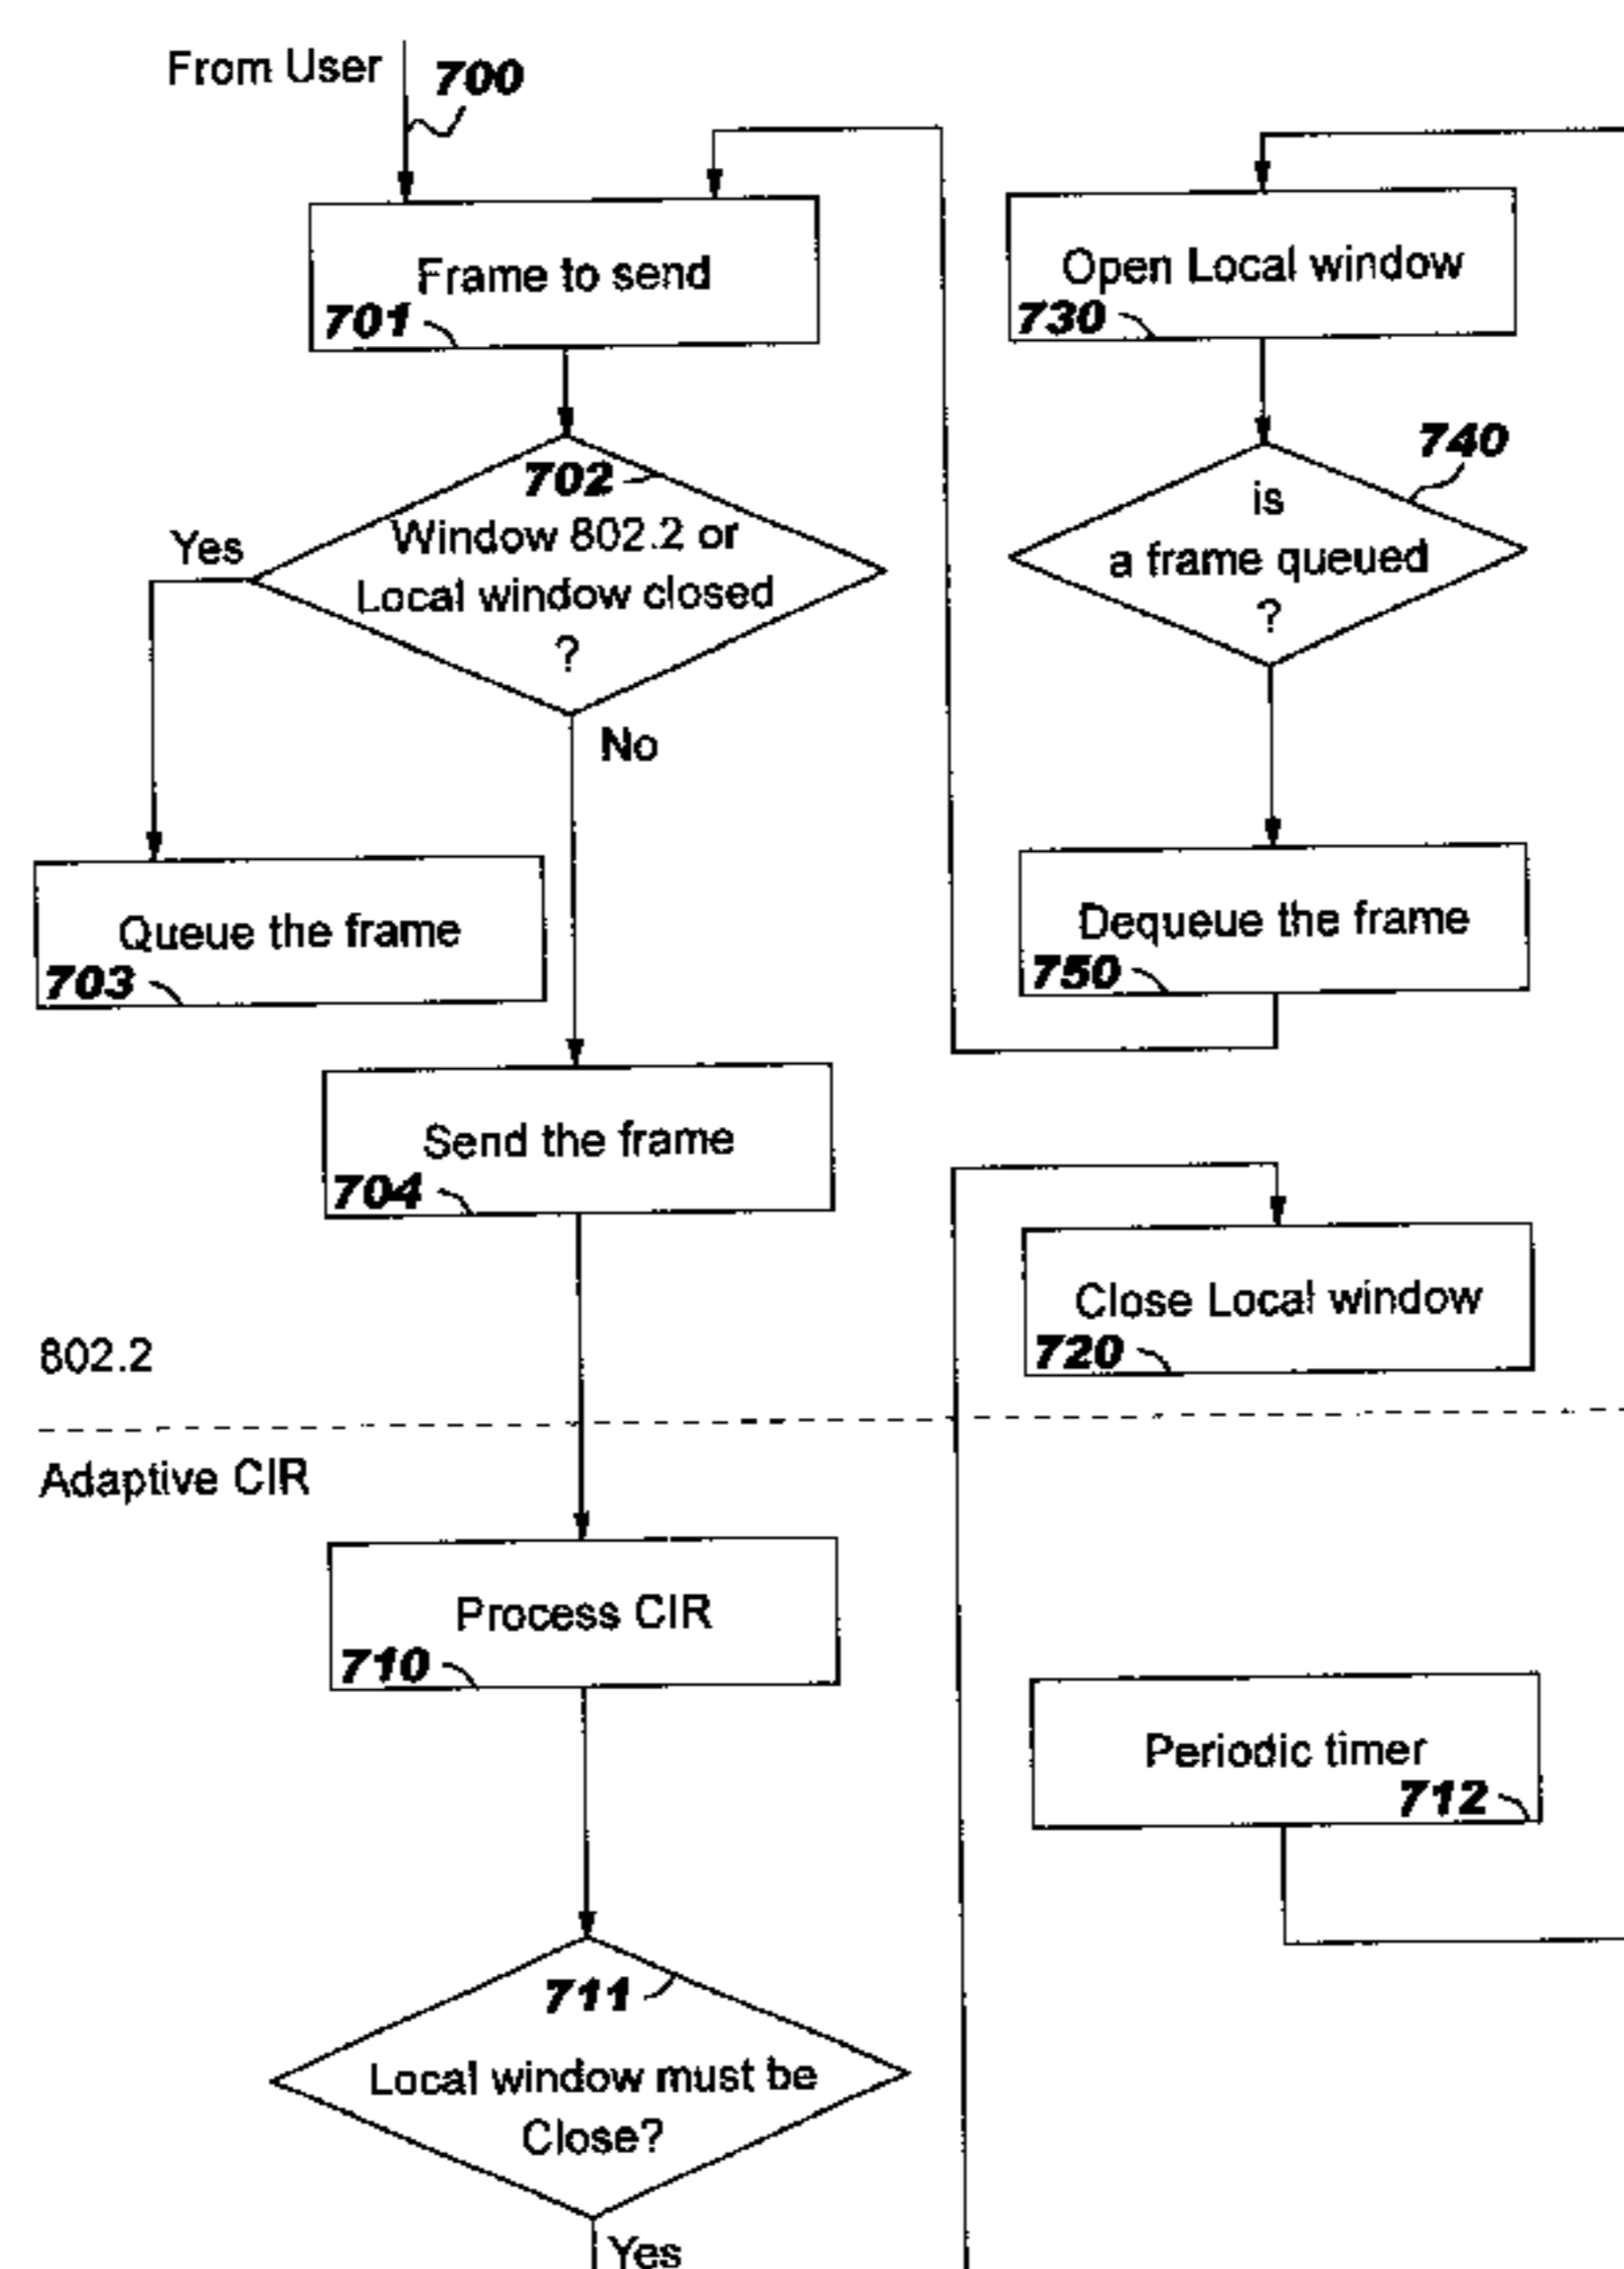 From User
700
Frame to send
701
702
Window 802.2 or
Local window closed
?
Yes
No
Queue the frame
703
Send the frame
704
802.2
Adaptive CIR
Process CIR
710
711
Local window must be
Close?
Yes
Open Local window
730
740
is
a frame queued
?
Dequeue the frame
750
Close Local window
720
Periodic timer
712